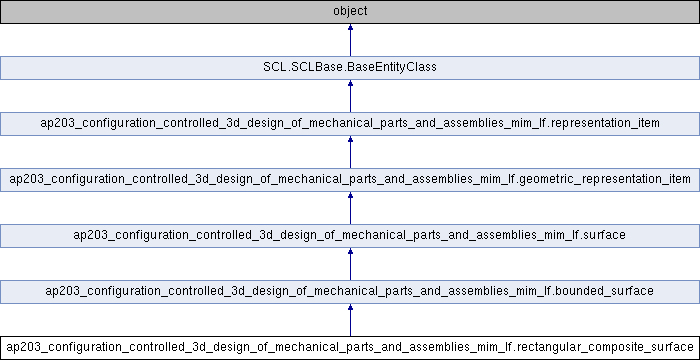 object
SCL.SCLBase.BaseEntityClass
ap203_configuration_controlled_3d_design_of_mechanical_parts_and_assemblies_mim_lf.representation_item
ap203_configuration_controlled_3d_design_of_mechanical_parts_and_assemblies_mim_lf.geometric_representation_item
ap203_configuration_controlled_3d_design_of_mechanical_parts_and_assemblies_mim_lf.surface
ap203_configuration_controlled_3d_design_of_mechanical_parts_and_assemblies_mim_lf.bounded_surface
ap203_configuration_controlled_3d_design_of_mechanical_parts_and_assemblies_mim_lf.rectangular_composite_surface